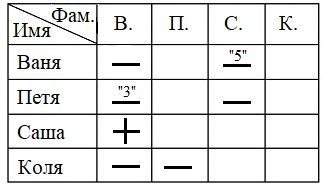 Фам. В. П. С. К.
Имя
Ваня — "5"
Петя "3" —
Саша +
Коля — —